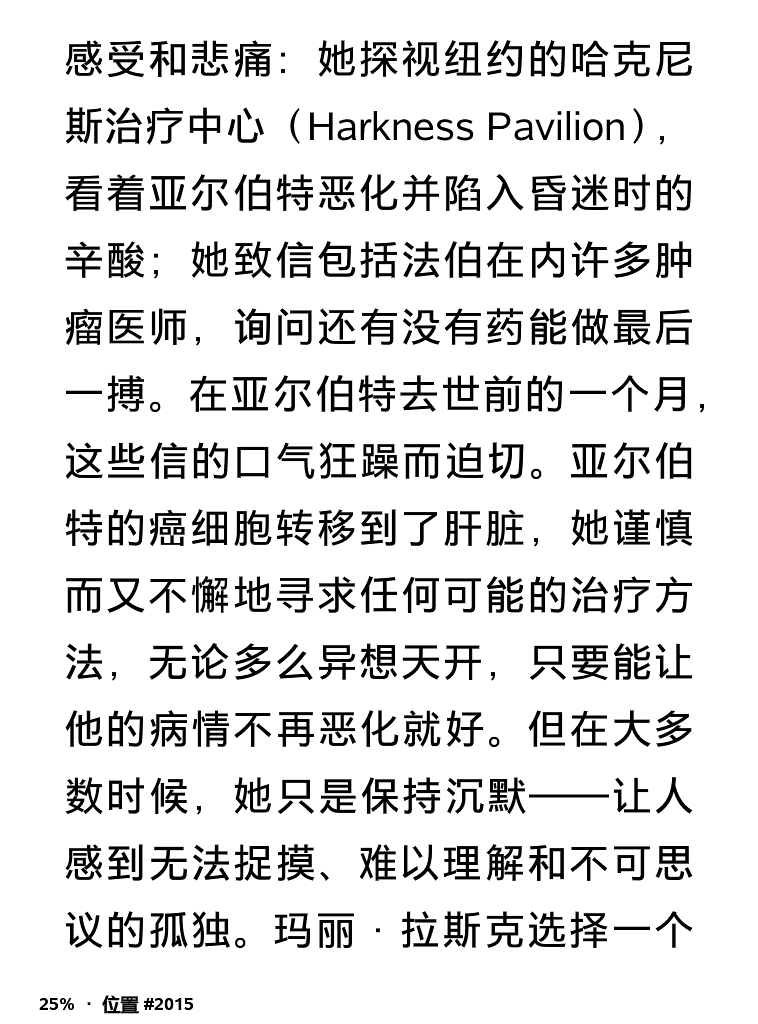 感受和悲痛：她探视纽约的哈克尼
斯治疗中心（Harkness Pavilion），
看着亚尔伯特恶化并陷入昏迷时的
辛酸；她致信包括法伯在内许多肿
瘤医师，询问还有没有药能做最后
一搏。在亚尔伯特去世前的一个月，
这些信的口气狂躁而迫切。亚尔伯
特的癌细胞转移到了肝脏，她谨慎
而又不懈地寻求任何可能的治疗方
法，无论多么异想天开，只要能让
他的病情不再恶化就好。但在大多
数时候，她只是保持沉默——让人
感到无法捉摸、难以理解和不可思
议的孤独。玛丽·拉斯克选择一个
25% · 位置 #2015